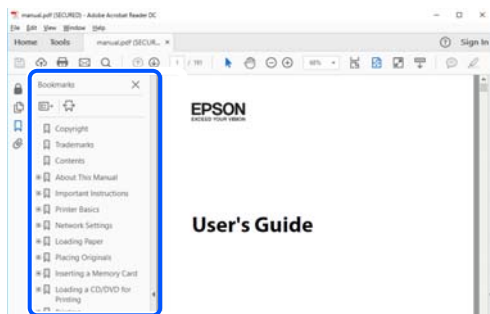 manual.pdf (SECURED) - Adobe Acrobat Reader DC
File Edit View Window Help
Home Tools manual.pdf (SECUR... × Sign In
1 / 191
Bookmarks
Copyright
Trademarks
Contents
About This Manual
Important Instructions
Printer Basics
Network Settings
Loading Paper
Placing Originals
Inserting a Memory Card
Loading a CD/DVD for
Printing
EPSON
EXCEED YOUR VISION
User's Guide